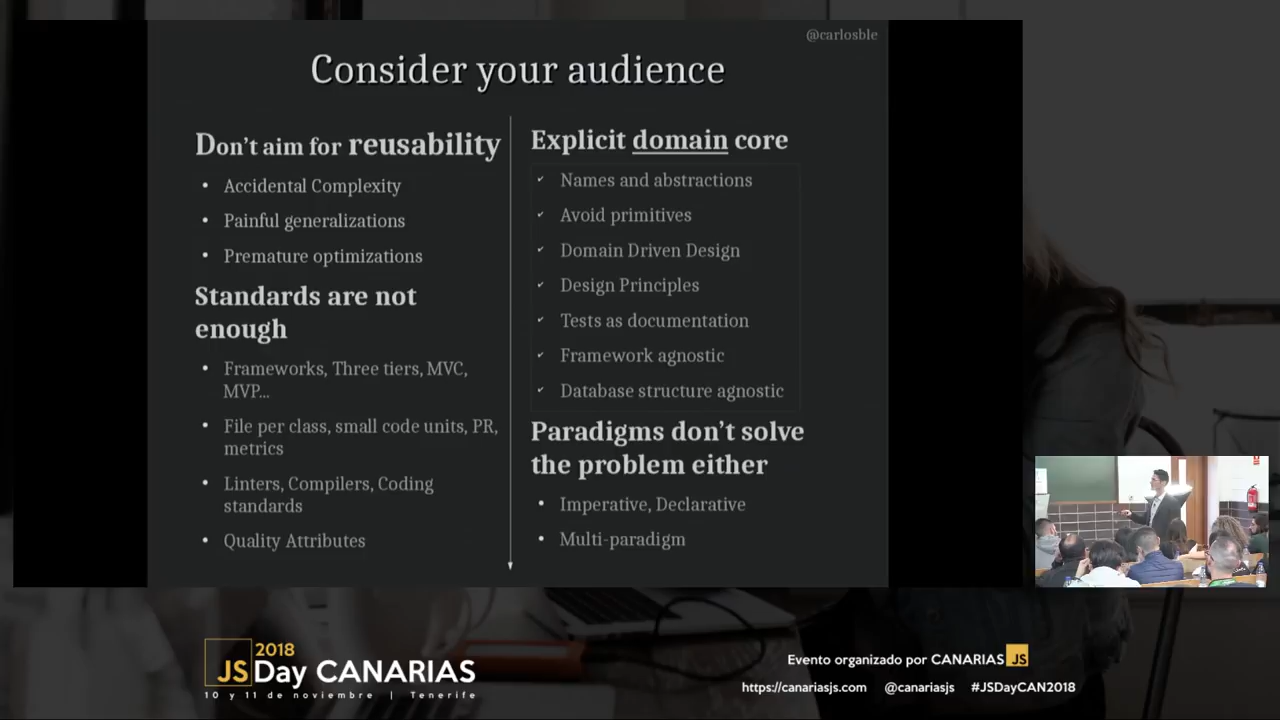 @carlosble
Consider your audience
Don't aim for reusability
• Accidental Complexity
• Painful generalizations
• Premature optimizations
Standards are not
enough
• Frameworks, Three tiers, MVC,
MVP...
• File per class, small code units, PR,
metrics
• Linters, Compilers, Coding
standards
• Quality Attributes
Explicit domain core
✔ Names and abstractions
✔ Avoid primitives
✔ Domain Driven Design
✔ Design Principles
✔ Tests as documentation
✔ Framework agnostic
✔ Database structure agnostic
Paradigms don't solve
the problem either
• Imperative, Declarative
• Multi-paradigm
2018
JSDay CANARIAS
10 y 11 de noviembre | Tenerife
Evento organizado por CANARIAS JS
https://canariasjs.com @canariasjs #JSDayCAN2018